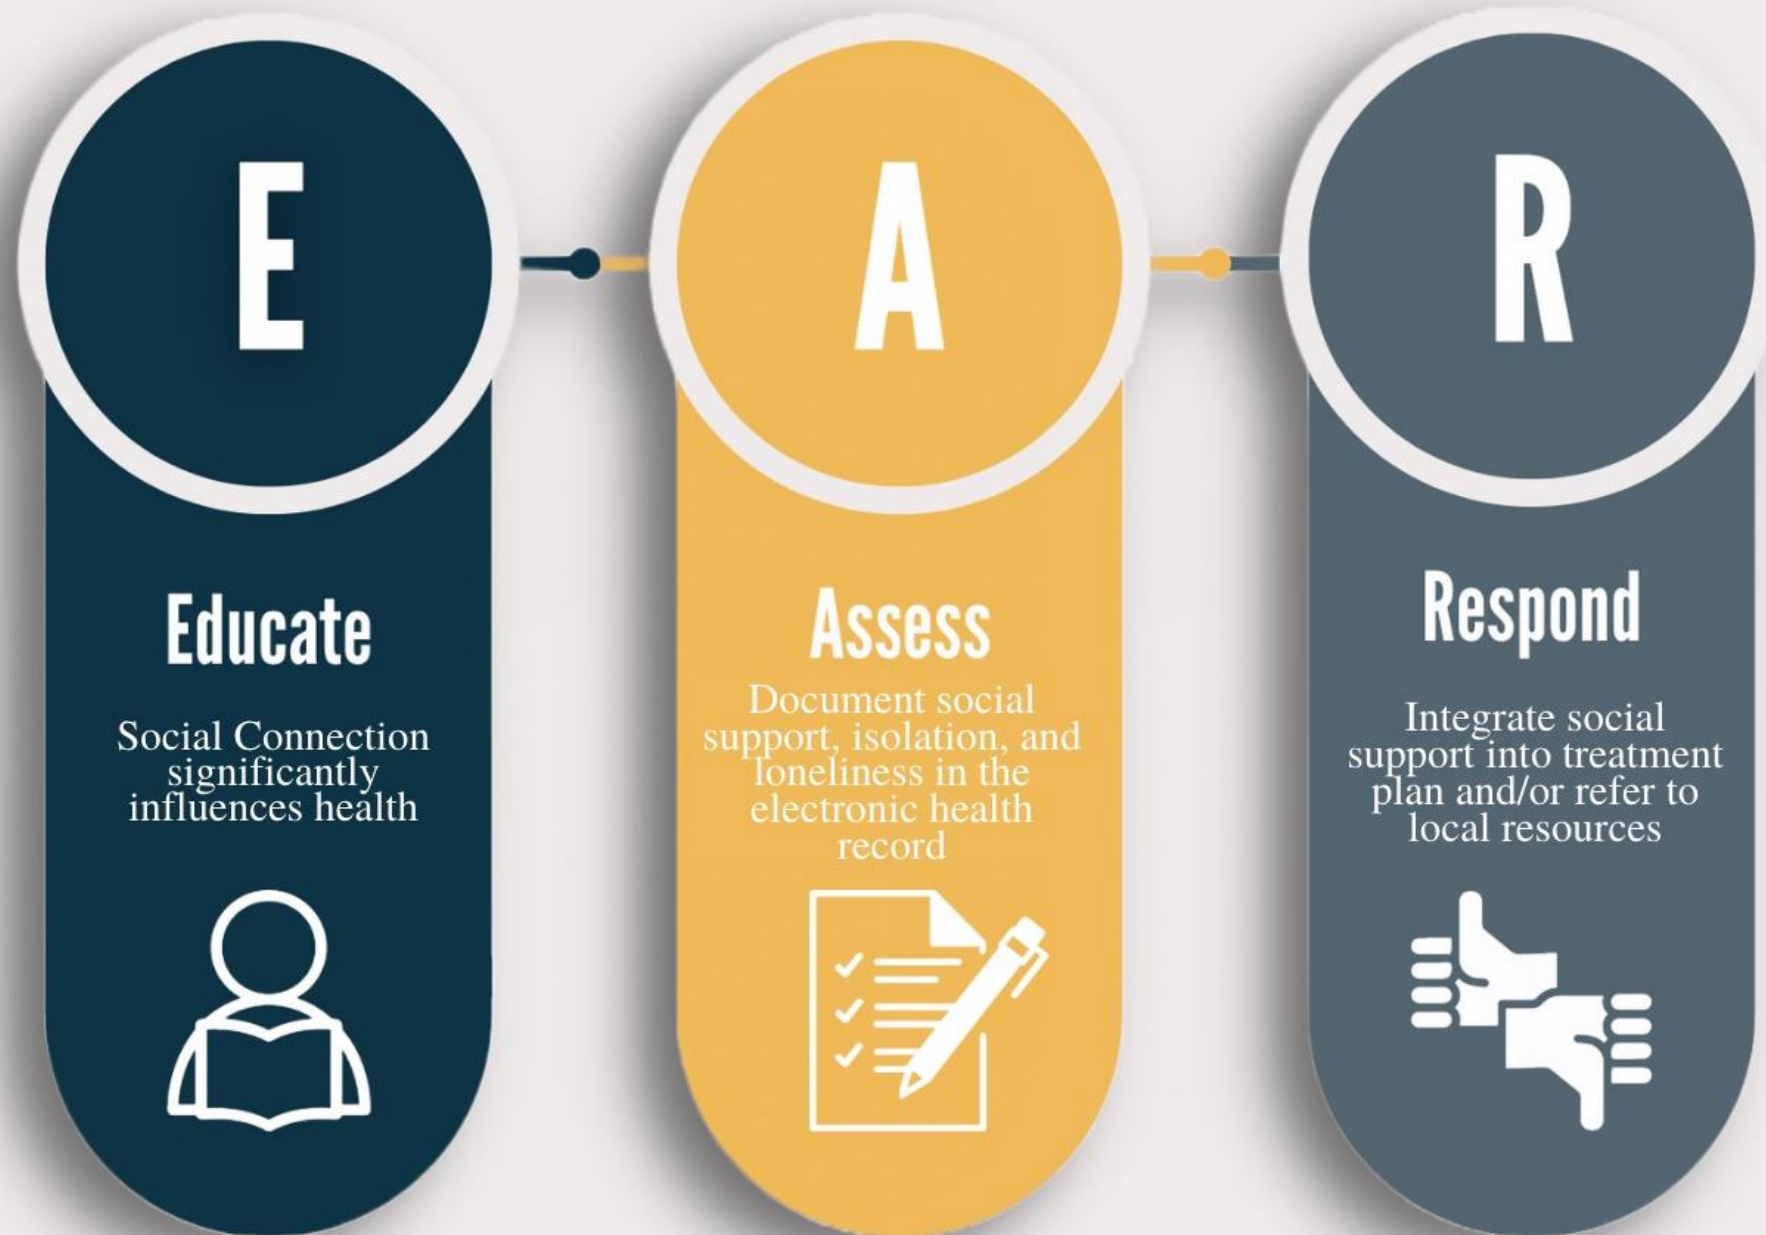 E
Educate
Social Connection
significantly
influences health
A
Assess
Document social
support, isolation, and
loneliness in the
electronic health
record
R
Respond
Integrate social
support into treatment
plan and/or refer to
local resources